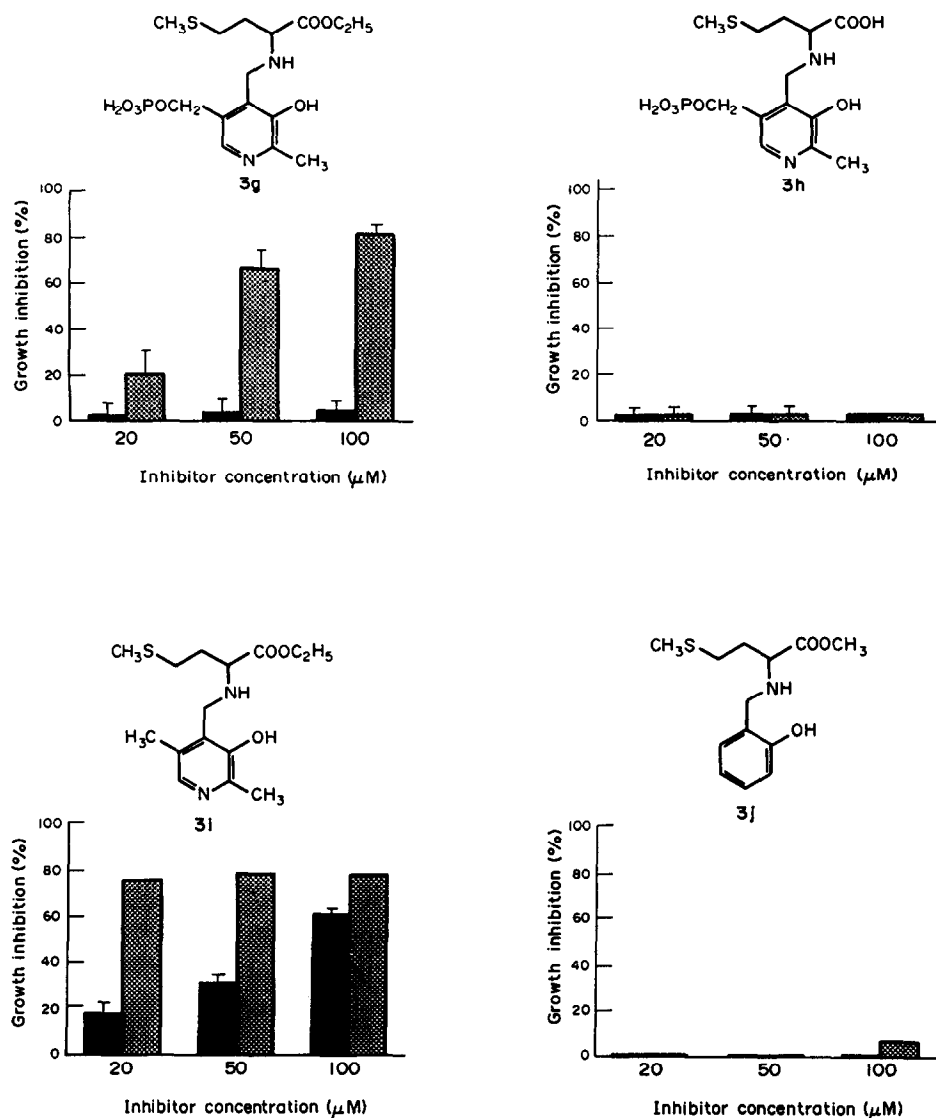 CH₃S COOC₂H₅
NH
H₂O₃POCH₂ OH
N CH₃
3g
Growth inhibition (%)
100
80
60
40
20
0
20 50 100
Inhibitor concentration (μM)
CH₃S COOH
NH
H₂O₃POCH₂ OH
N CH₃
3h
Growth inhibition (%)
100
80
60
40
20
0
20 50 100
Inhibitor concentration (μM)
CH₃S COOC₂H₅
NH
H₃C OH
N CH₃
3i
Growth inhibition (%)
100
80
60
40
20
0
20 50 100
Inhibitor concentration (μM)
CH₃S COOCH₃
NH
OH
3j
Growth inhibition (%)
100
80
60
40
20
0
20 50 100
Inhibitor concentration (μM)